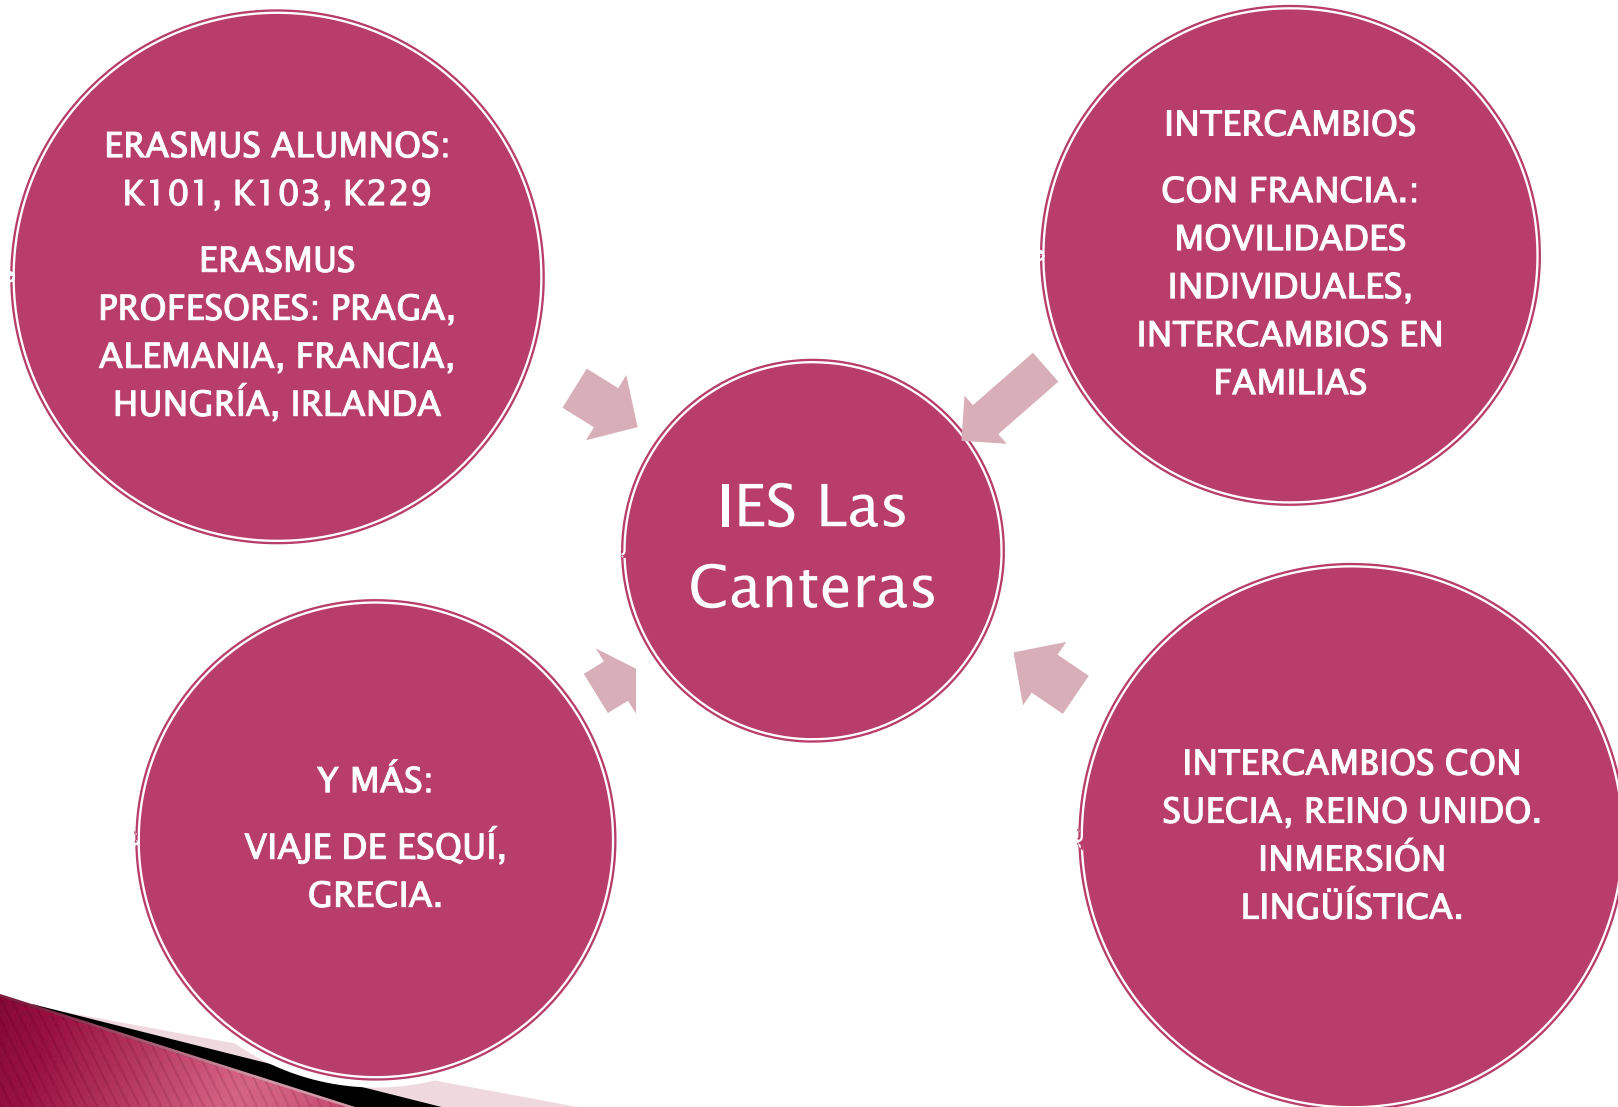 ERASMUS ALUMNOS:
K101, K103, K229
ERASMUS
PROFESORES: PRAGA,
ALEMANIA, FRANCIA,
HUNGRÍA, IRLANDA
INTERCAMBIOS
CON FRANCIA.:
MOVILIDADES
INDIVIDUALES,
INTERCAMBIOS EN
FAMILIAS
IES Las
Canteras
Y MÁS:
VIAJE DE ESQUÍ,
GRECIA.
INTERCAMBIOS CON
SUECIA, REINO UNIDO.
INMERSIÓN
LINGÜÍSTICA.